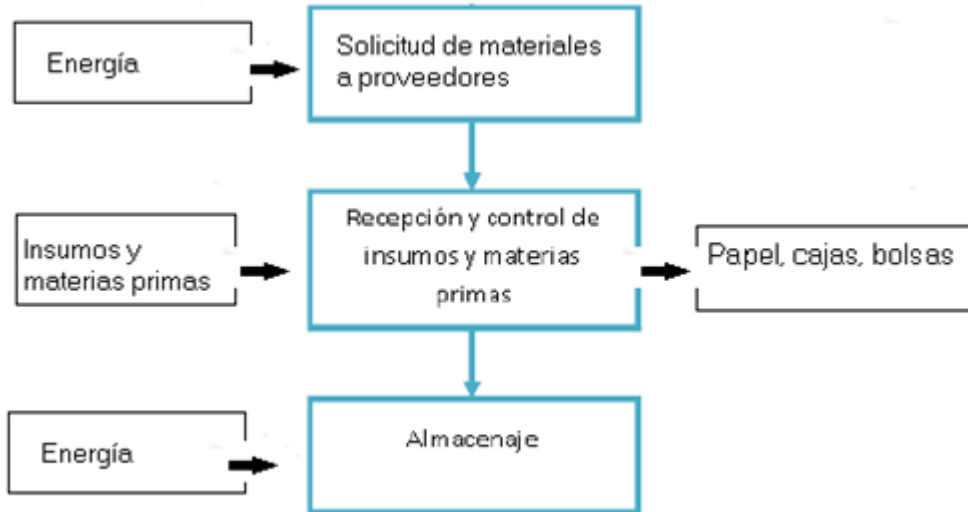 Energía
Solicitud de materiales
a proveedores
Insumos y
materias primas
Recepción y control de
insumos y materias
primas
Papel, cajas, bolsas
Energía
Almacenaje